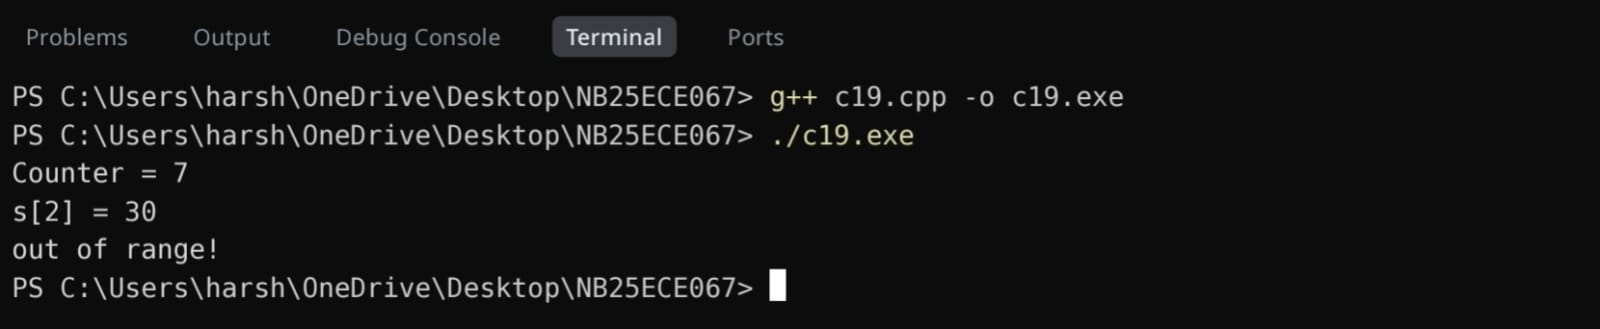 Problems Output Debug Console Terminal Ports
PS C:\Users\harsh\OneDrive\Desktop\NB25ECE067> g++ c19.cpp -o c19.exe
PS C:\Users\harsh\OneDrive\Desktop\NB25ECE067> ./c19.exe
Counter = 7
s[2] = 30
out of range!
PS C:\Users\harsh\OneDrive\Desktop\NB25ECE067>